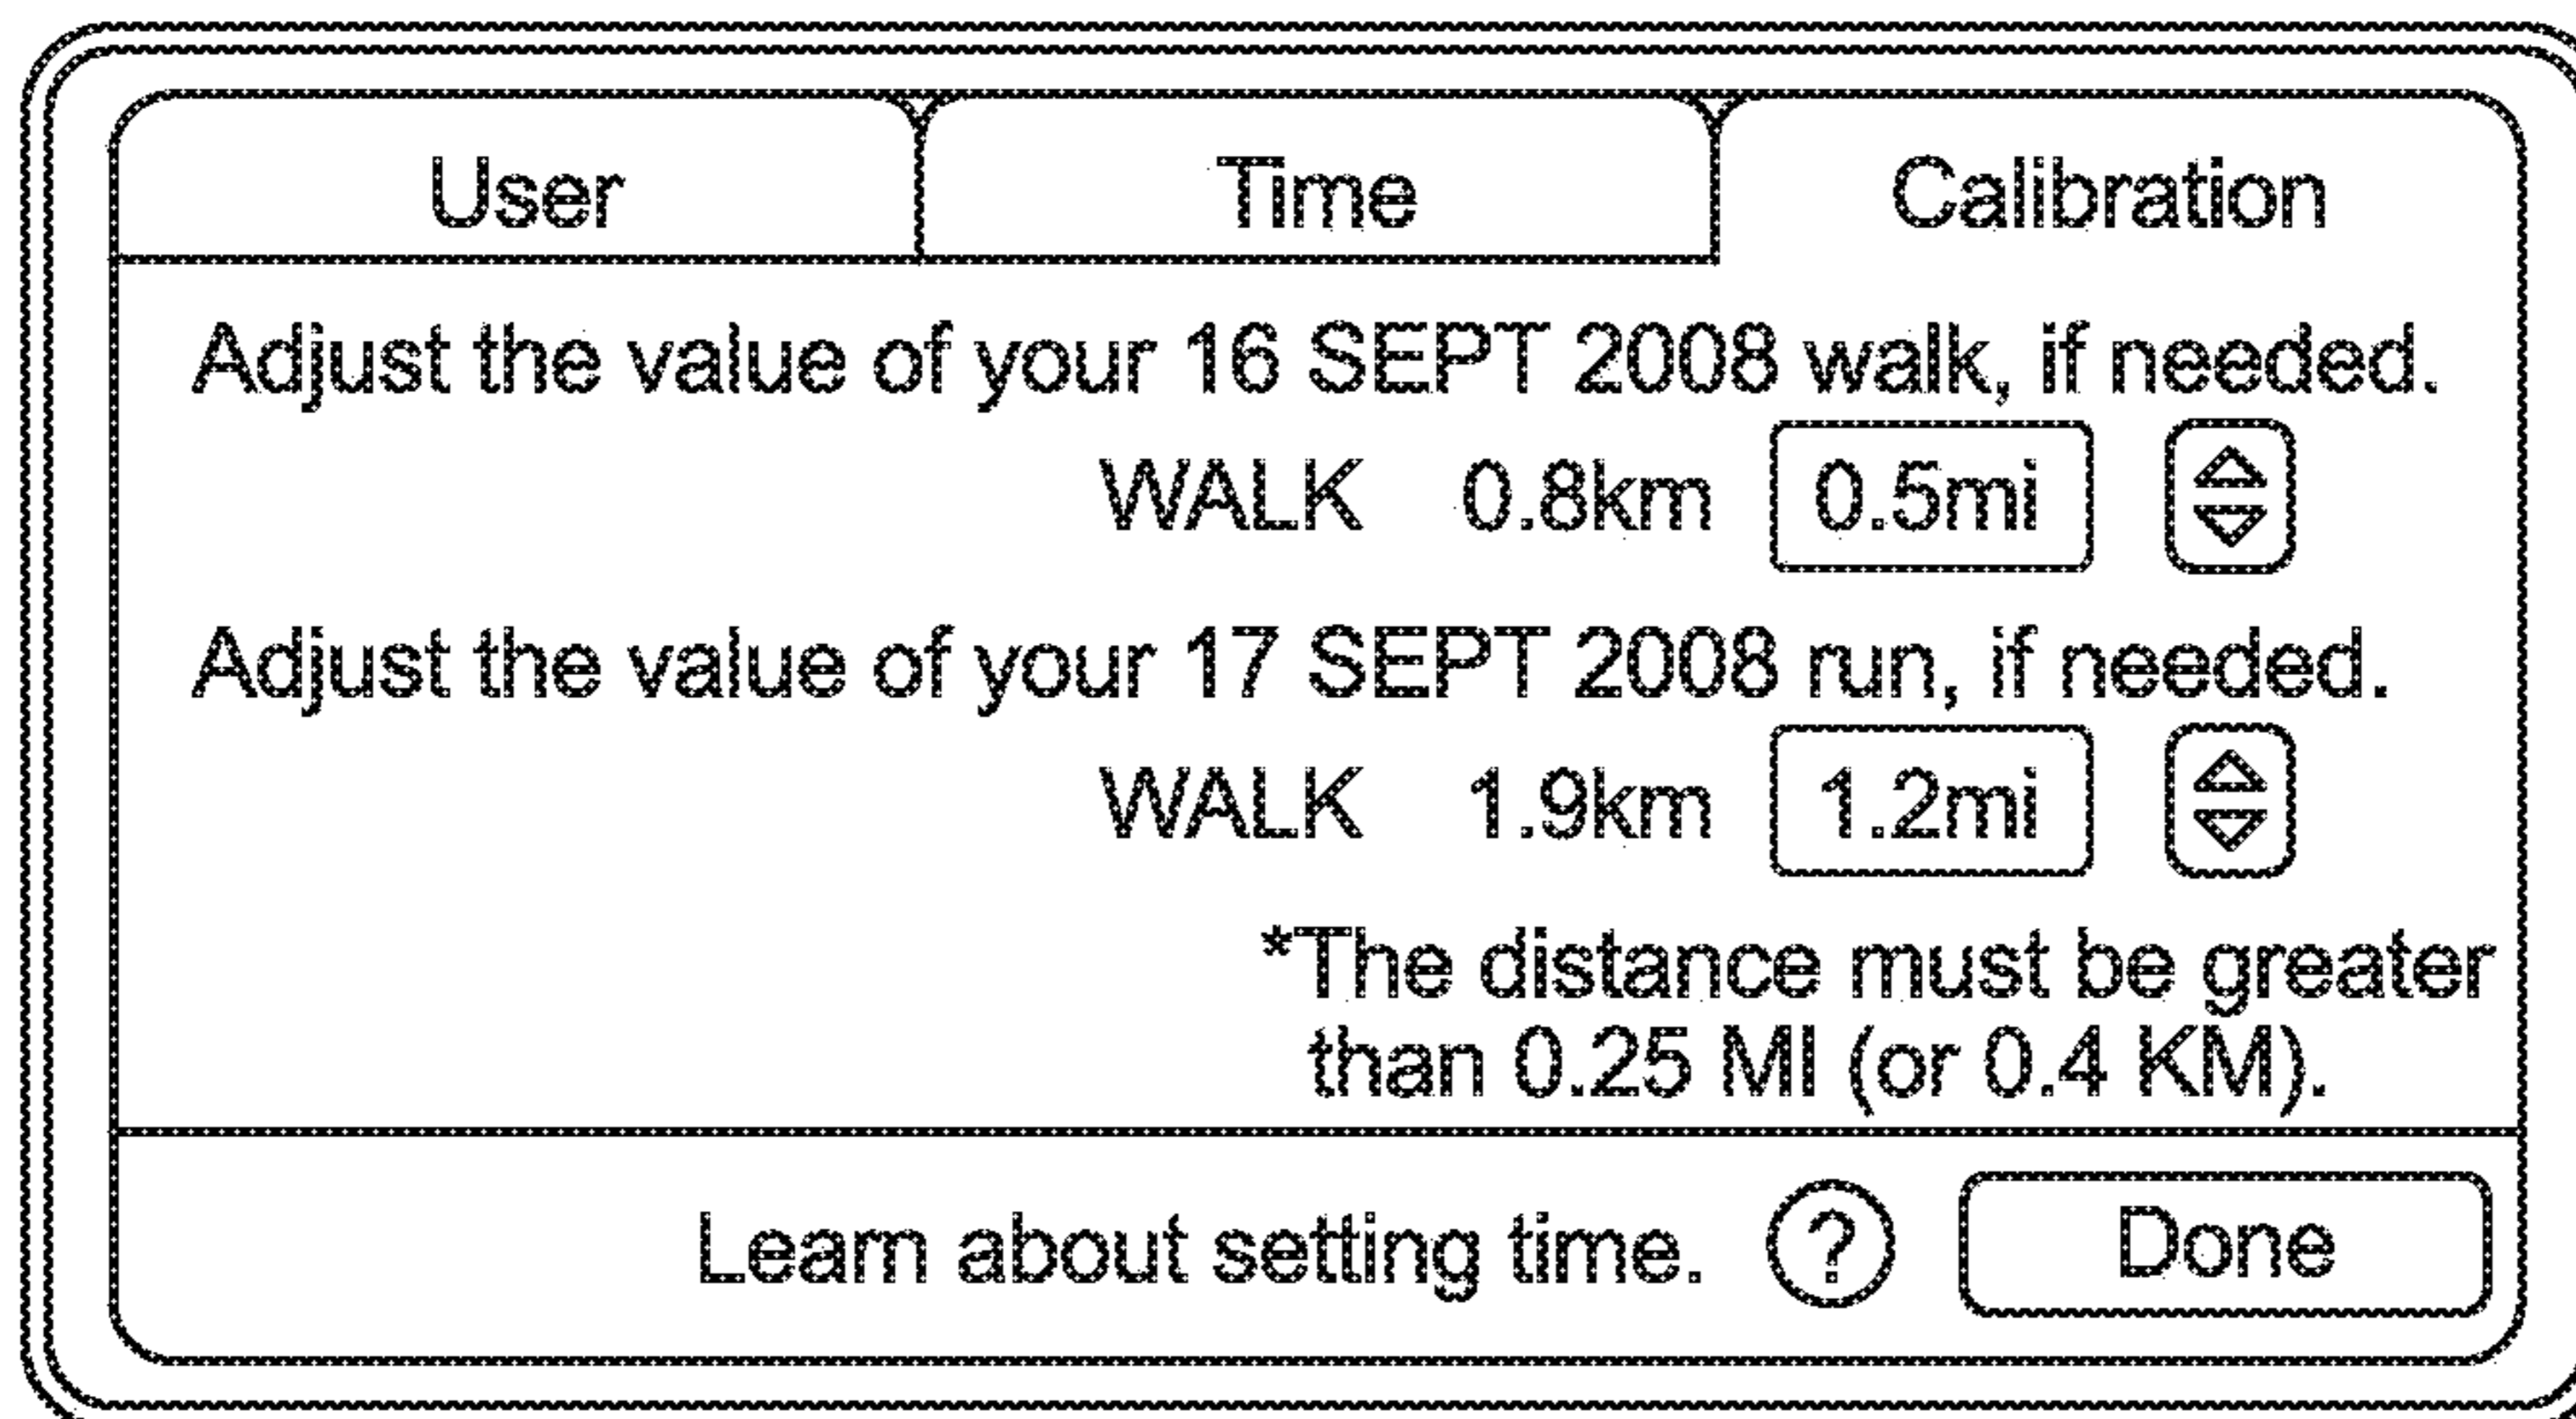 User Time Calibration
Adjust the value of your 16 SEPT 2008 walk, if needed.
WALK 0.8km 0.5mi
Adjust the value of your 17 SEPT 2008 run, if needed.
WALK 1.9km 1.2mi
*The distance must be greater
than 0.25 MI (or 0.4 KM).
Learn about setting time. ? Done